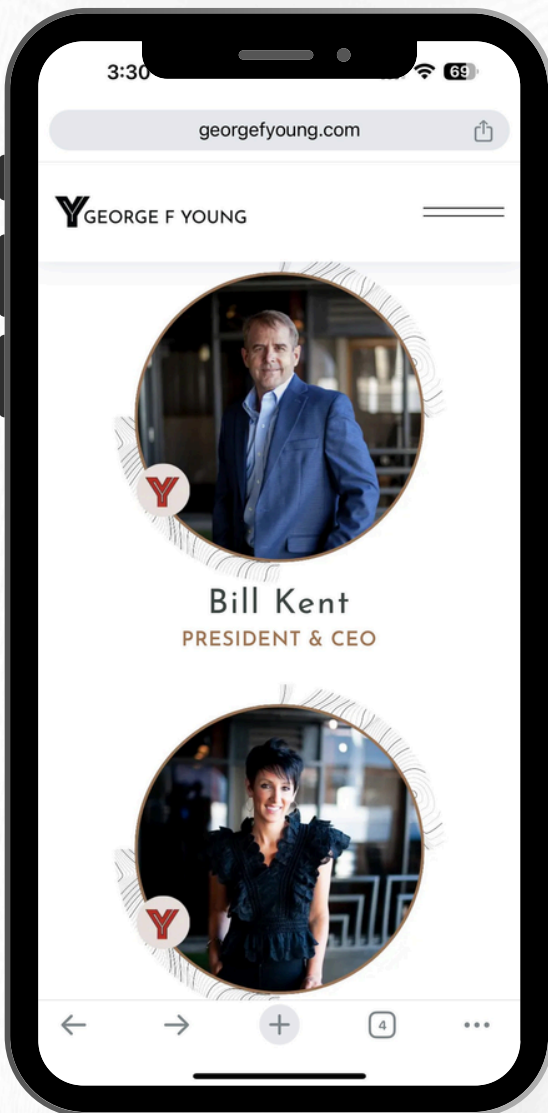 3:30
69
georgefyoung.com
Y GEORGE F YOUNG
Y
Bill Kent
PRESIDENT & CEO
Y
4